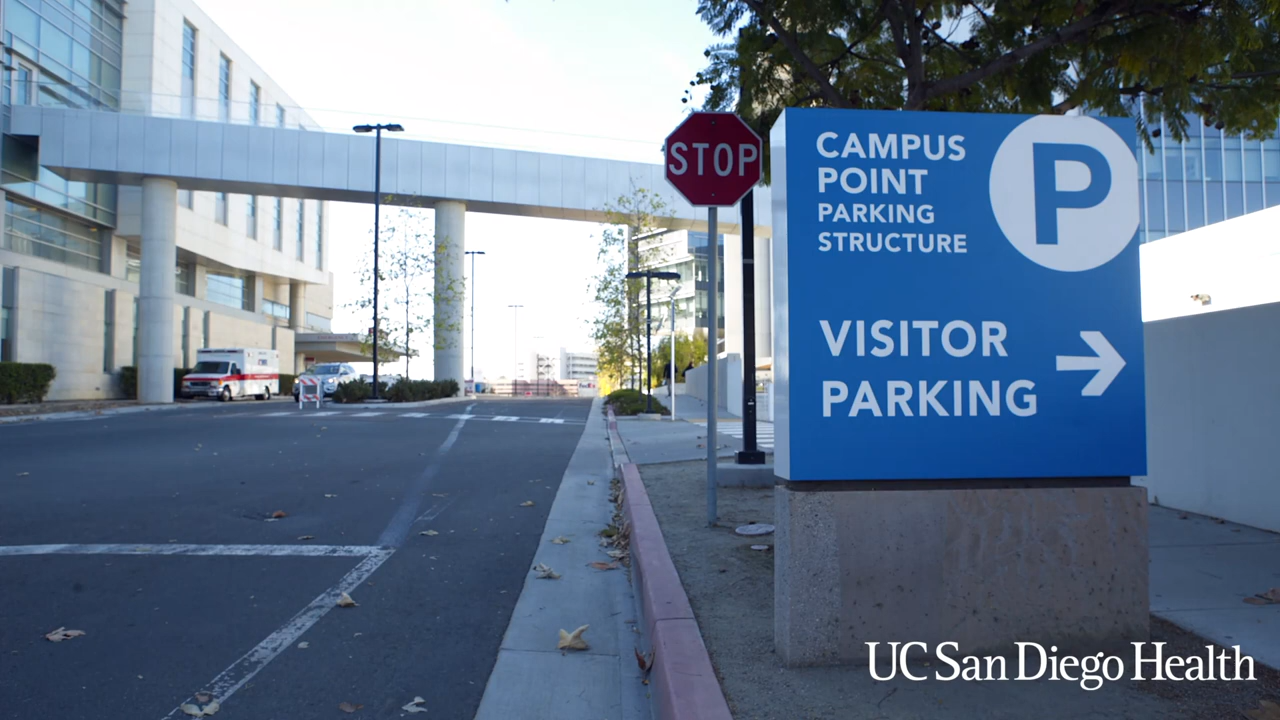 STOP
CAMPUS
POINT
PARKING
STRUCTURE
P
VISITOR
PARKING
UC San Diego Health